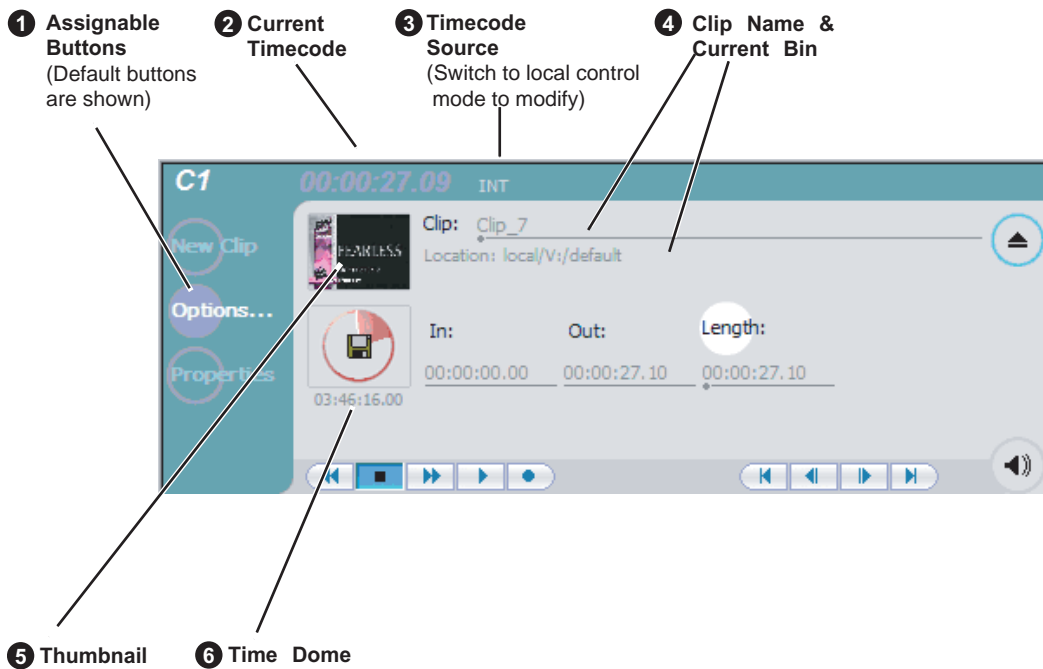 1 Assignable Buttons
(Default buttons are shown)
2 Current Timecode
3 Timecode Source
(Switch to local control mode to modify)
4 Clip Name & Current Bin
C1
00:00:27.09 INT
New Clip
Options...
Properties
FEARLESS
Clip: Clip_7
Location: local/V:/default
In: Out: Length:
00:00:00.00 00:00:27.10 00:00:27.10
03:46:16.00
5 Thumbnail
6 Time Dome